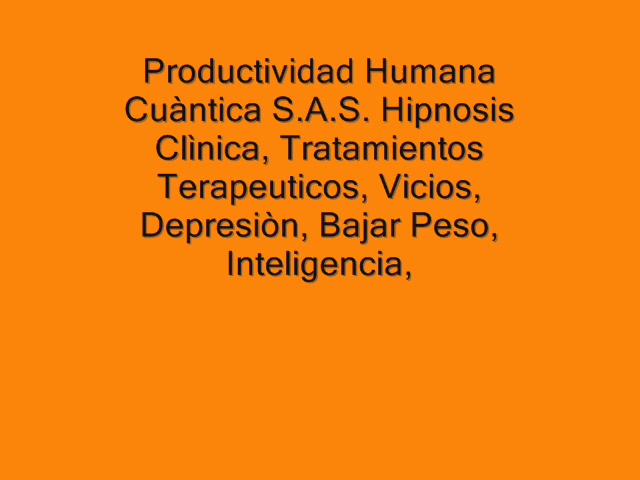 Productividad Humana
Cuàntica S.A.S. Hipnosis
Clìnica, Tratamientos
Terapeuticos, Vicios,
Depresiòn, Bajar Peso,
Inteligencia,